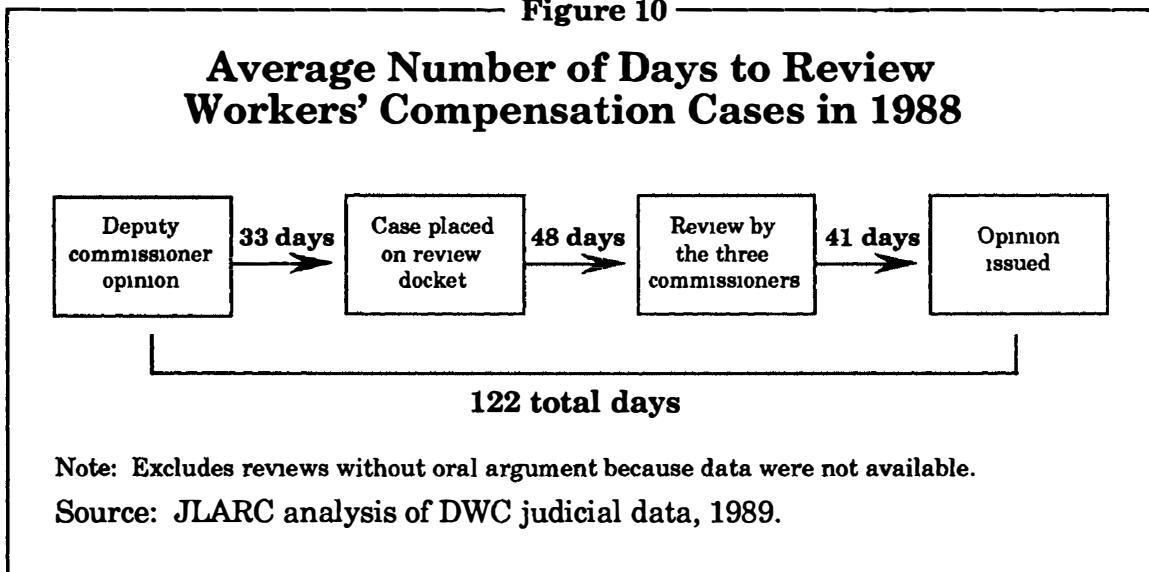 Figure 10
Average Number of Days to Review
Workers' Compensation Cases in 1988
Deputy
commissioner
opinion
33 days
Case placed
on review
docket
48 days
Review by
the three
commissioners
41 days
Opinion
issued
122 total days
Note: Excludes reviews without oral argument because data were not available.
Source: JLARC analysis of DWC judicial data, 1989.